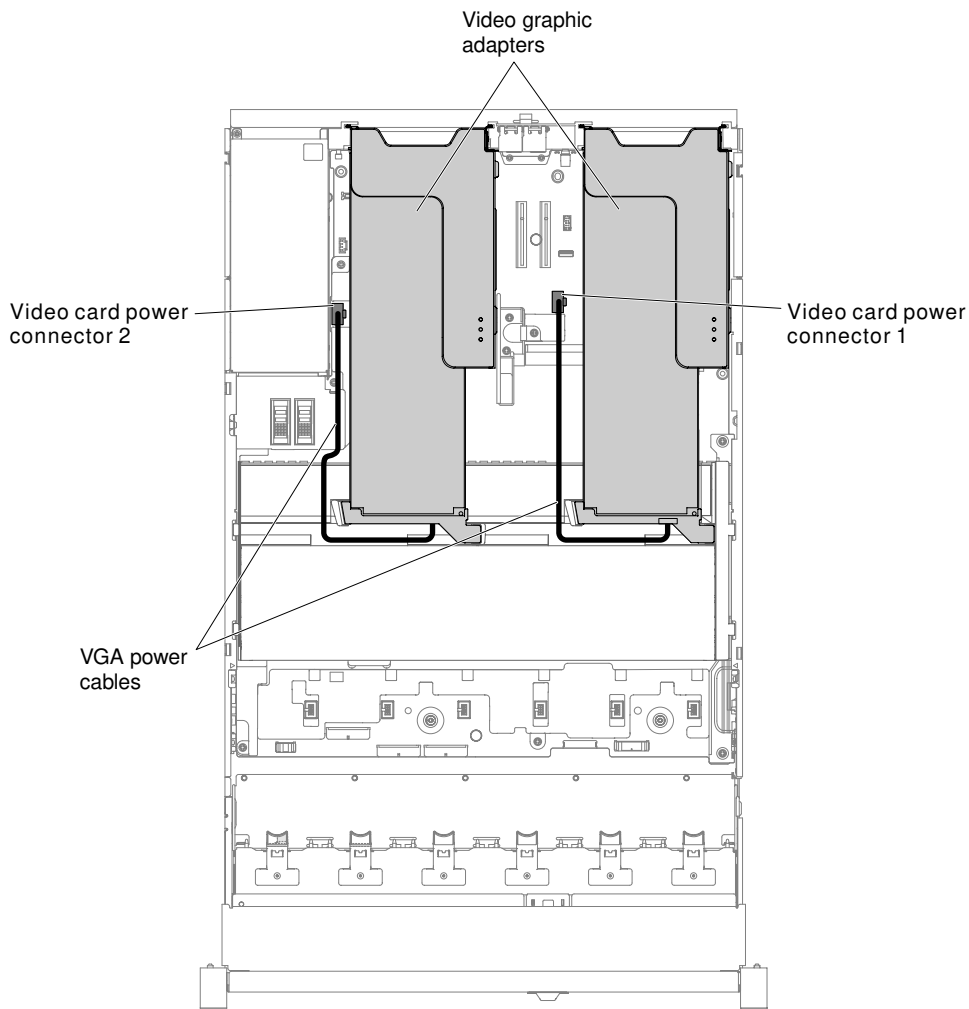 Video graphic
adapters
Video card power
connector 2
Video card power
connector 1
VGA power
cables